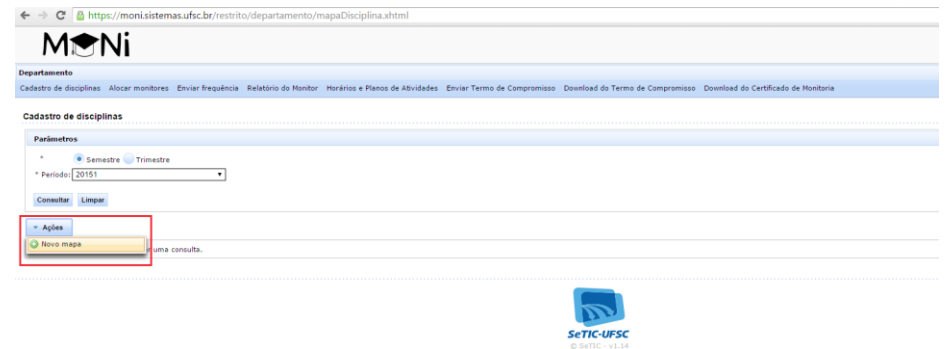 https://moni.sistemas.ufsc.br/restrito/departamento/mapaDisciplina.xhtml
MONi
Departamento
Cadastro de disciplinas Alocar monitores Enviar frequência Relatório do Monitor Horários e Planos de Atividades Enviar Termo de Compromisso Download do Termo de Compromisso Download do Certificado de Monitoria
Cadastro de disciplinas
Parâmetros
* Semestre Trimestre
* Período: 20151
Consultar Limpar
Ações
Novo mapa
uma consulta.
SeTIC-UFSC
© SeTIC - v1.14